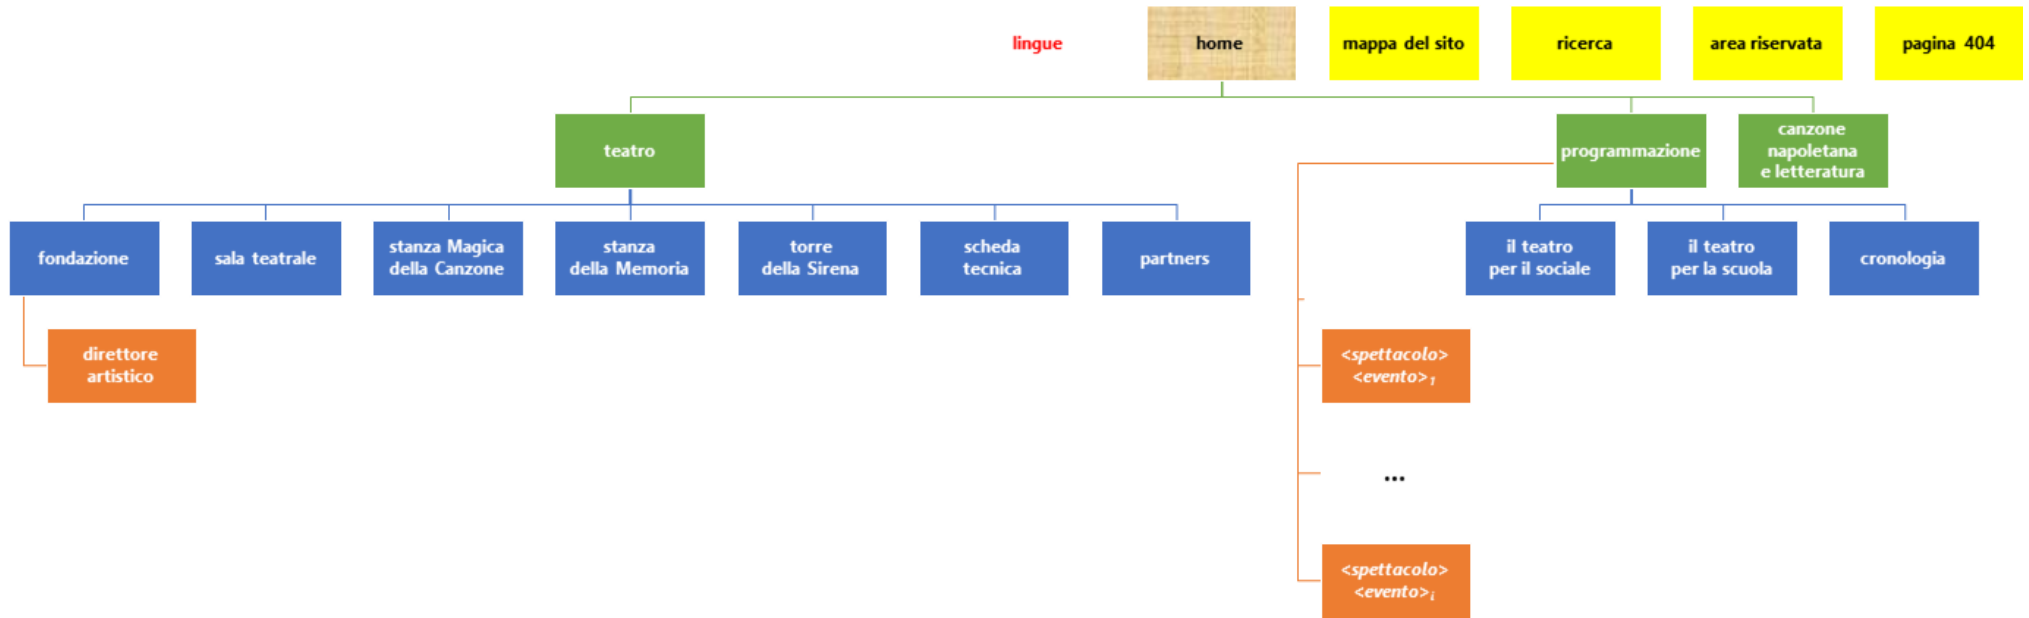 lingue
home
mappa del sito
ricerca
area riservata
pagina 404
teatro
programmazione
canzone
napoletana
e letteratura
fondazione
sala teatrale
stanza Magica
della Canzone
stanza
della Memoria
torre
della Sirena
scheda
tecnica
partners
il teatro
per il sociale
il teatro
per la scuola
cronologia
direttore
artistico
<spettacolo>
<evento>₁
...
<spettacolo>
<evento>ᵢ